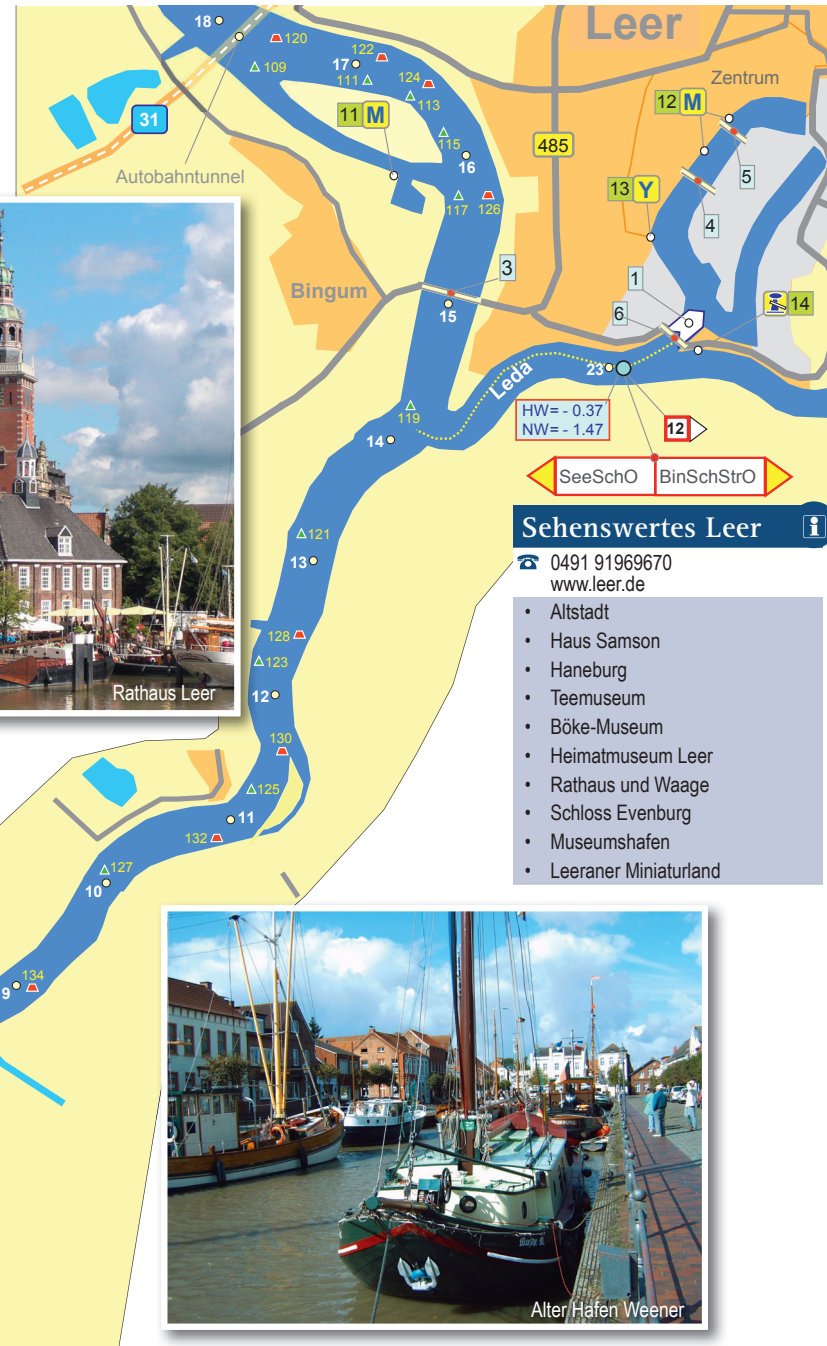 Leer
18
120
122
17
109
111
124
113
Zentrum
12 M
11 M
31
115
485
5
16
Autobahntunnel
13 Y
117
126
4
3
Bingum
1
15
6
14
23
Leda
119
HW= - 0.37
NW= - 1.47
12
14
SeeSchO
BinSchStrO
Sehenswertes Leer
i
0491 91969670
www.leer.de
• Altstadt
• Haus Samson
• Haneburg
• Teemuseum
• Böke-Museum
• Heimatmuseum Leer
• Rathaus und Waage
• Schloss Evenburg
• Museumshafen
• Leeraner Miniaturland
121
13
128
123
12
Rathaus Leer
130
125
11
132
127
10
134
9
Alter Hafen Weener